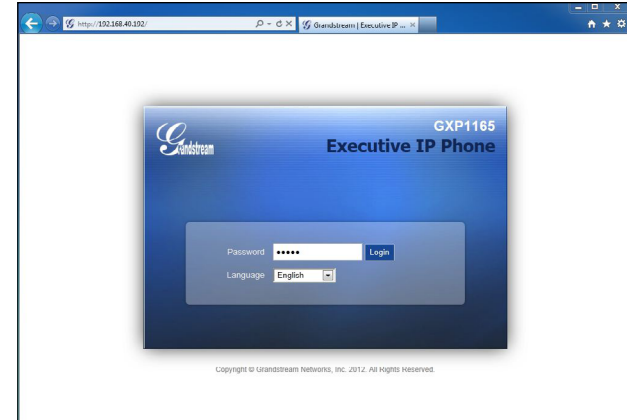 http://192.168.40.192/
Grandstream | Executive IP ...
Grandstream
GXP1165
Executive IP Phone
Password
Login
Language English
Copyright © Grandstream Networks, Inc. 2012. All Rights Reserved.